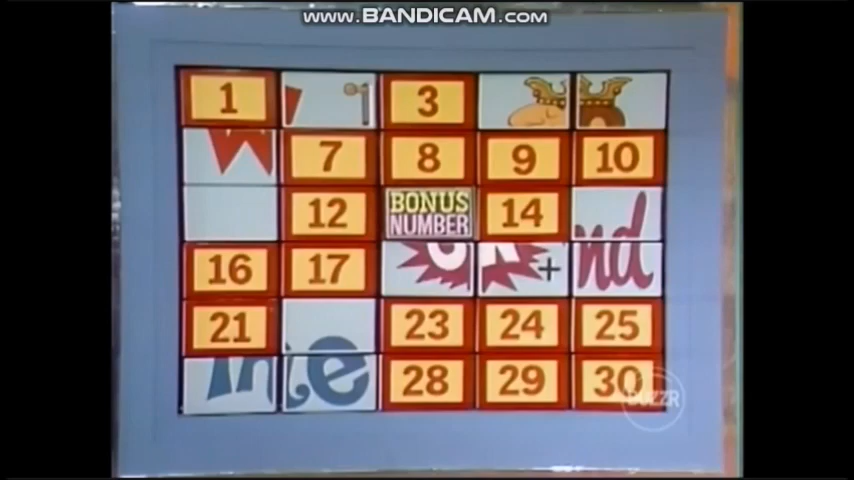 www.BANDICAM.com
1 3
7 8 9 10
12 BONUS NUMBER 14
16 17 + nd
21 23 24 25
28 29 30
BUZZR